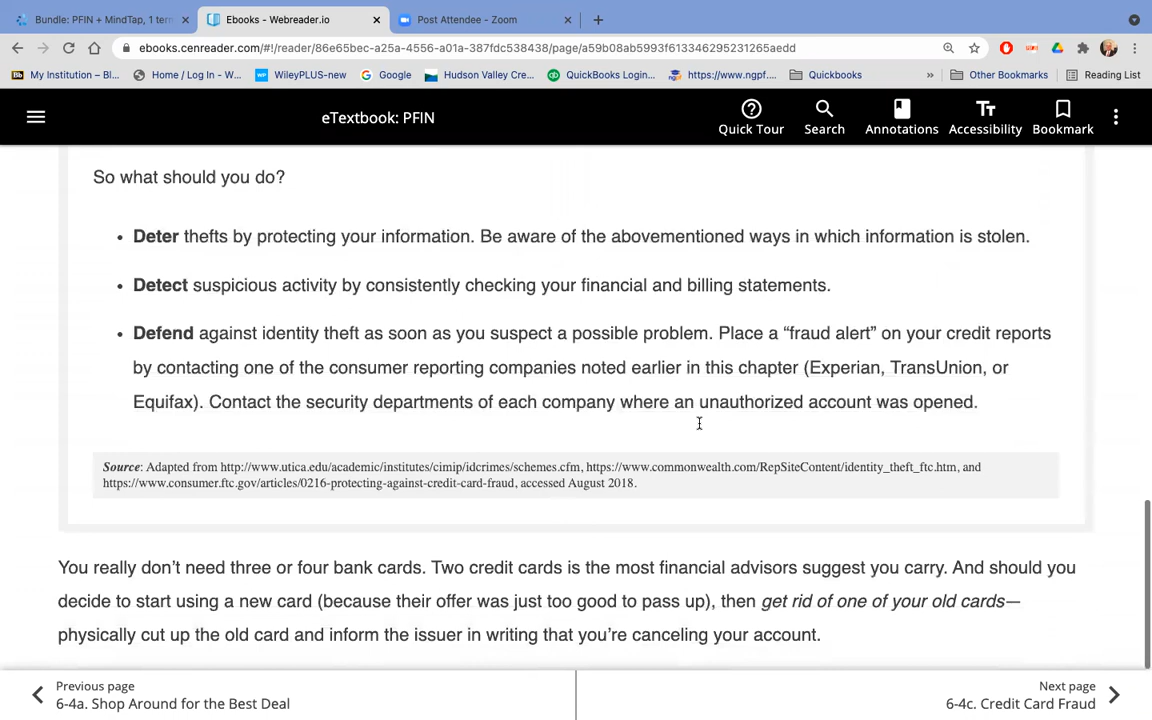 Bundle: PFIN + MindTap, 1 ter
Ebooks - Webreader.io
Post Attendee - Zoom
ebooks.cenreader.com/#!/reader/86e65bec-a25a-4556-a01a-387fdc538438/page/a59b08ab5993f613346295231265aedd
My Institution – Bl...
Home / Log In - W...
WileyPLUS-new
Google
Hudson Valley Cre...
QuickBooks Login...
https://www.ngpf....
Quickbooks
»
Other Bookmarks
Reading List
eTextbook: PFIN
Quick Tour
Search
Annotations
Accessibility
Bookmark
So what should you do?
• Deter thefts by protecting your information. Be aware of the abovementioned ways in which information is stolen.
• Detect suspicious activity by consistently checking your financial and billing statements.
• Defend against identity theft as soon as you suspect a possible problem. Place a “fraud alert” on your credit reports
by contacting one of the consumer reporting companies noted earlier in this chapter (Experian, TransUnion, or
Equifax). Contact the security departments of each company where an unauthorized account was opened.
Source: Adapted from http://www.utica.edu/academic/institutes/cimip/idcrimes/schemes.cfm, https://www.commonwealth.com/RepSiteContent/identity_theft_ftc.htm, and
https://www.consumer.ftc.gov/articles/0216-protecting-against-credit-card-fraud, accessed August 2018.
You really don’t need three or four bank cards. Two credit cards is the most financial advisors suggest you carry. And should you
decide to start using a new card (because their offer was just too good to pass up), then get rid of one of your old cards—
physically cut up the old card and inform the issuer in writing that you’re canceling your account.
Previous page
6-4a. Shop Around for the Best Deal
Next page
6-4c. Credit Card Fraud